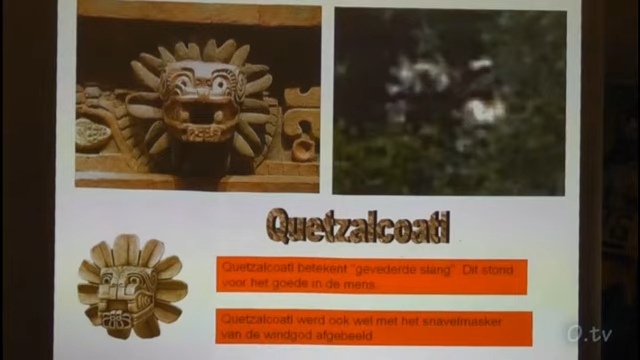 Quetzalcoatl
Quetzalcoatl betekent "gevederde slang". Dit stond
voor het goede in de mens.
Quetzalcoatl werd ook wel met het snavelmasker
van de windgod afgebeeld
O.tv